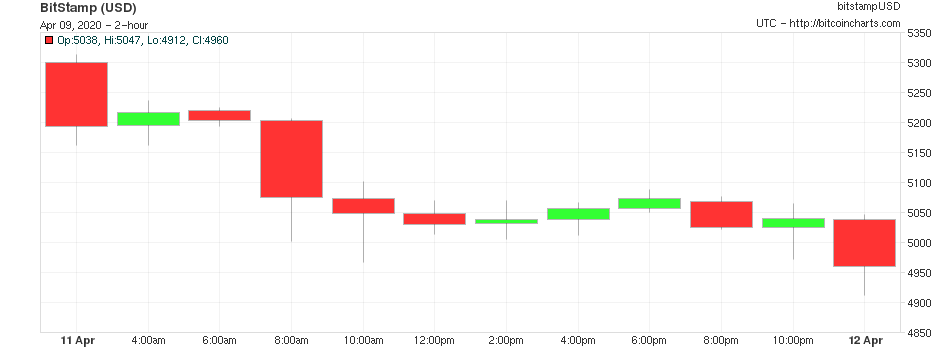 BitStamp (USD)
bitstampUSD
Apr 09, 2020 - 2-hour
UTC - http://bitcoincharts.com
Op:5038, Hi:5047, Lo:4912, Cl:4960
5350
5300
5250
5200
5150
5100
5050
5000
4950
4900
4850
11 Apr 4:00am 6:00am 8:00am 10:00am 12:00pm 2:00pm 4:00pm 6:00pm 8:00pm 10:00pm 12 Apr